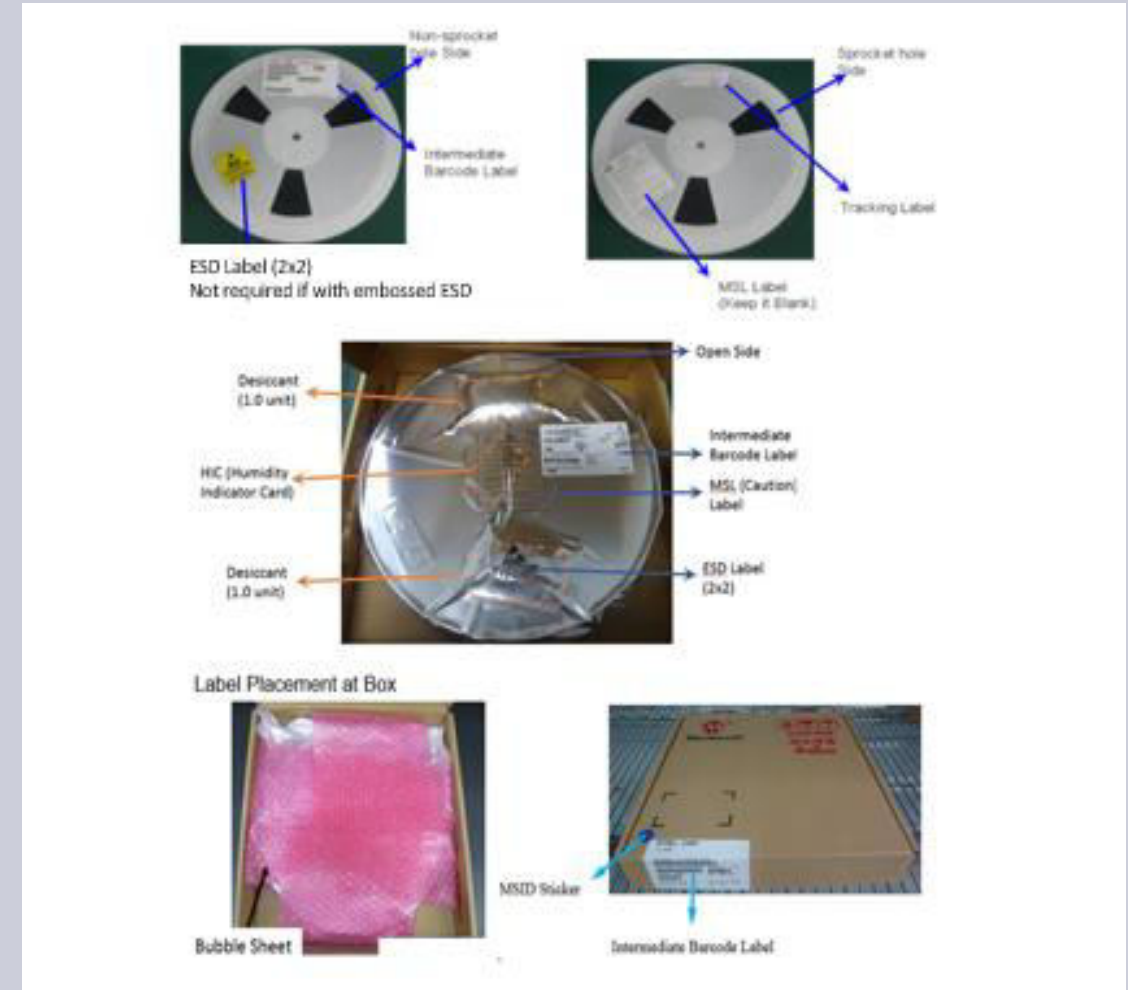 Non-sprocket
hole Side
Intermediate
Barcode Label
ESD Label (2x2)
Not required if with embossed ESD
Sprocket hole
Side
Tracking Label
MSL Label
(Keep it Blank)
Open Side
Desiccant
(1.0 unit)
Intermediate
Barcode Label
HIC (Humidity
Indicator Card)
MSL (Caution)
Label
Desiccant
(1.0 unit)
ESD Label
(2x2)
Label Placement at Box
MSID Sticker
Bubble Sheet
Intermediate Barcode Label